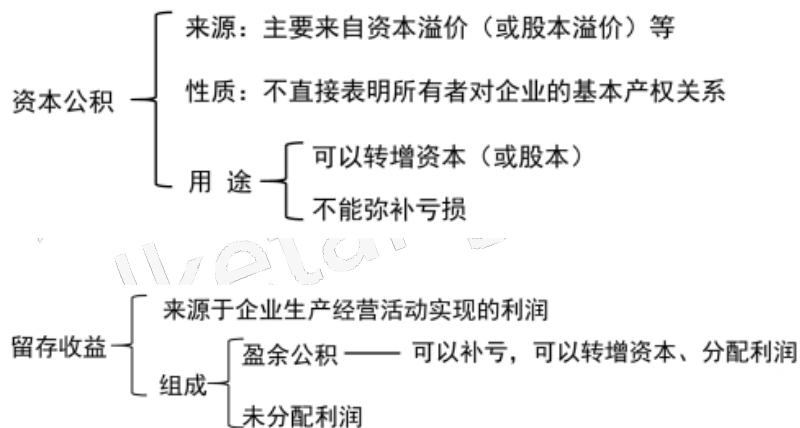 来源：主要来自资本溢价（或股本溢价）等
资本公积
性质：不直接表明所有者对企业的基本产权关系
可以转增资本（或股本）
用 途
不能弥补亏损
来源于企业生产经营活动实现的利润
留存收益
盈余公积 —— 可以补亏，可以转增资本、分配利润
组成
未分配利润